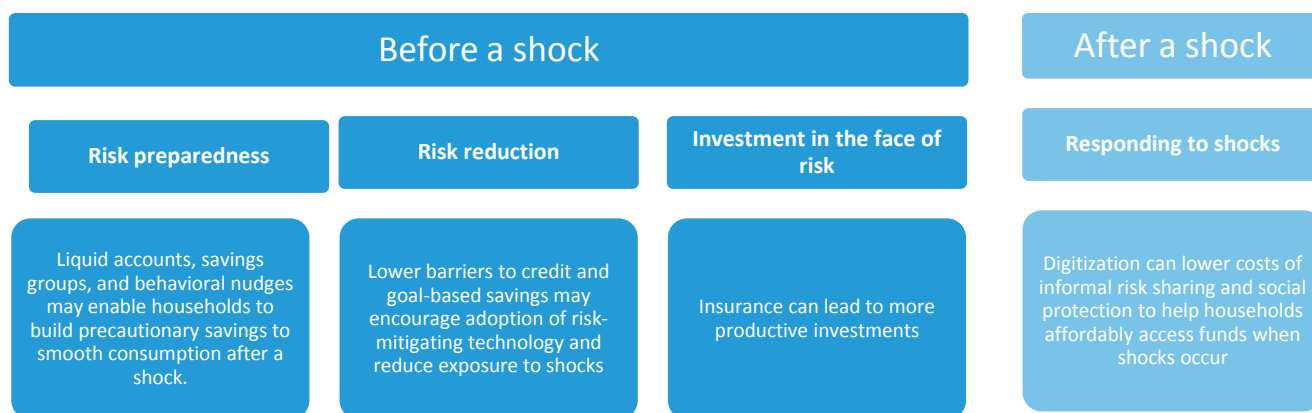 Before a shock
After a shock
Risk preparedness
Risk reduction
Investment in the face of
risk
Responding to shocks
Liquid accounts, savings
groups, and behavioral nudges
may enable households to
build precautionary savings to
smooth consumption after a
shock.
Lower barriers to credit and
goal-based savings may
encourage adoption of risk-
mitigating technology and
reduce exposure to shocks
Insurance can lead to more
productive investments
Digitization can lower costs of
informal risk sharing and social
protection to help households
affordably access funds when
shocks occur